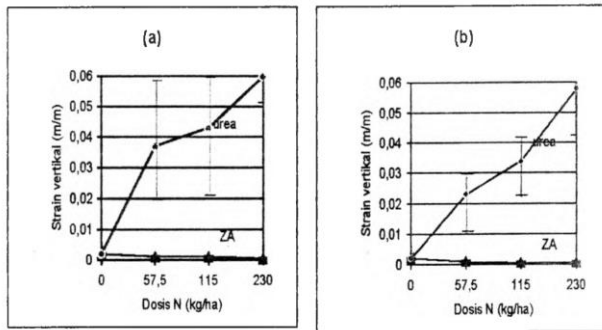 (a)
Strain vertikal (m/m)
0,06
0,05
0,04
0,03
0,02
0,01
0
urea
ZA
0 57,5 115 230
Dosis N (kg/ha)
(b)
Strain vertikal (m/m)
0,06
0,05
0,04
0,03
0,02
0,01
0
urea
ZA
0 57,5 115 230
Dosis N (kg/ha)